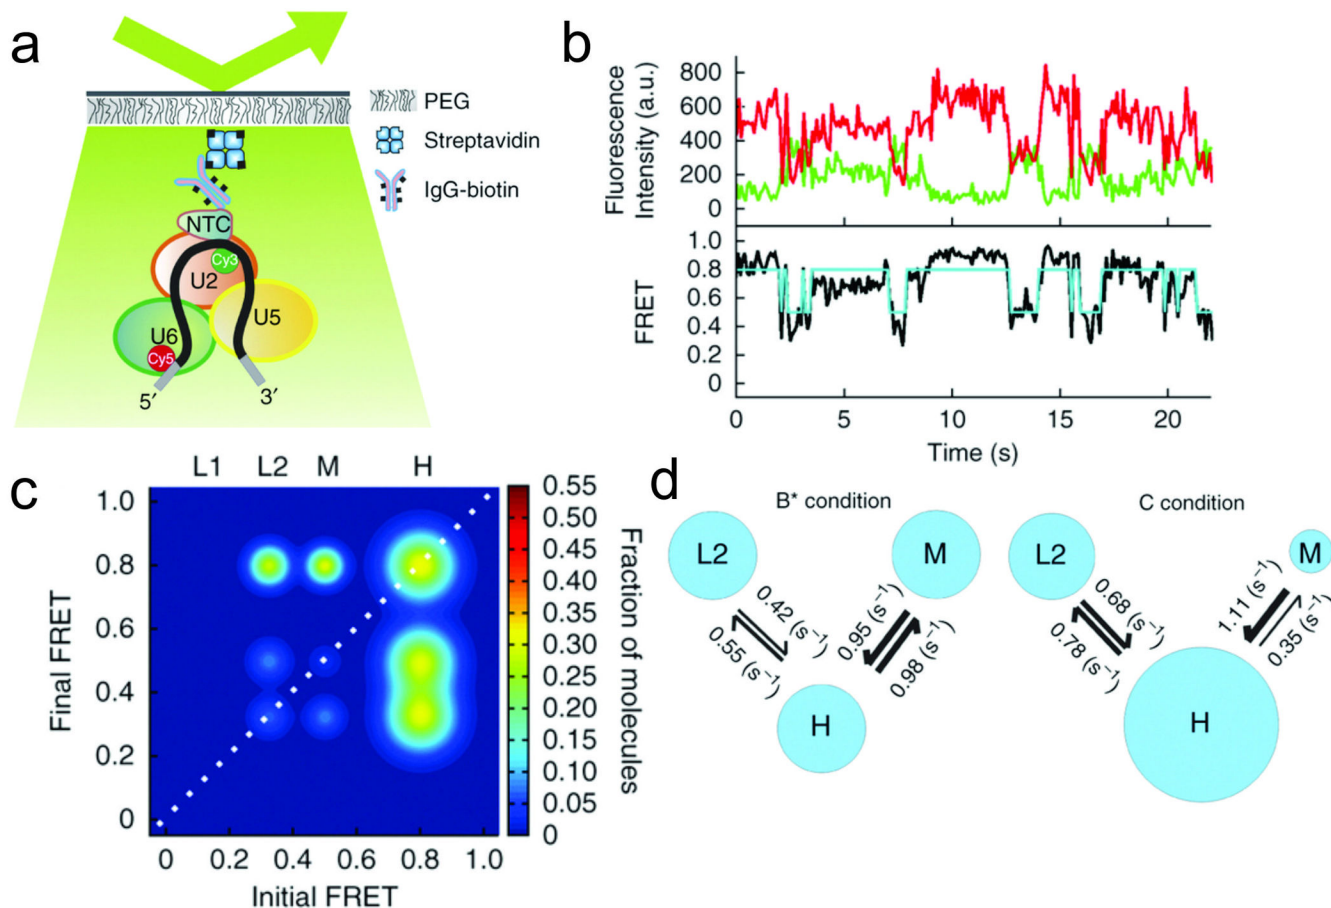 a
PEG
Streptavidin
IgG-biotin
NTC
Cy3
U2
U5
U6
Cy5
5′
3′
b
Fluorescence
Intensity (a.u.)
800
600
400
200
0
FRET
1.0
0.8
0.6
0.4
0.2
0
0
5
10
15
20
Time (s)
c
L1
L2
M
H
Final FRET
1.0
0.8
0.6
0.4
0.2
0
0
0.2
0.4
0.6
0.8
1.0
Initial FRET
0.55
0.50
0.45
0.40
0.35
0.30
0.25
0.20
0.15
0.10
0.05
0
Fraction of molecules
d
B* condition
L2
M
0.42 (s⁻¹)
0.55 (s⁻¹)
0.95 (s⁻¹)
0.98 (s⁻¹)
H
C condition
L2
M
0.68 (s⁻¹)
0.78 (s⁻¹)
1.11 (s⁻¹)
0.35 (s⁻¹)
H